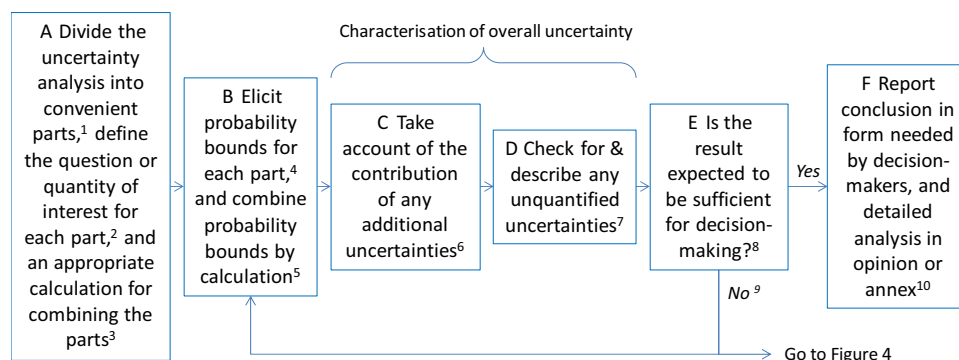 Characterisation of overall uncertainty
A Divide the
uncertainty
analysis into
convenient
parts,¹ define
the question or
quantity of
interest for
each part,² and
an appropriate
calculation for
combining the
parts³
B Elicit
probability
bounds for
each part,⁴
and combine
probability
bounds by
calculation⁵
C Take
account of the
contribution of
any
additional
uncertainties⁶
D Check for &
describe any
unquantified
uncertainties⁷
E Is the
result
expected to
be sufficient
for decision-
making?⁸
Yes
No ⁹
F Report
conclusion in
form needed
by decision-
makers, and
detailed
analysis in
opinion or
annex¹⁰
Go to Figure 4